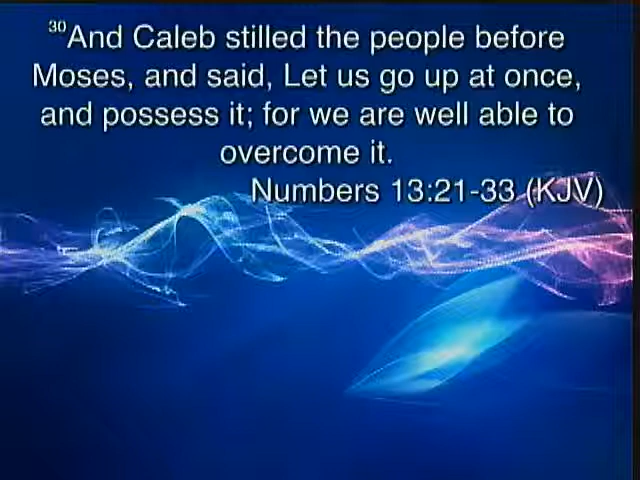 30And Caleb stilled the people before
Moses, and said, Let us go up at once,
and possess it; for we are well able to
overcome it.
Numbers 13:21-33 (KJV)